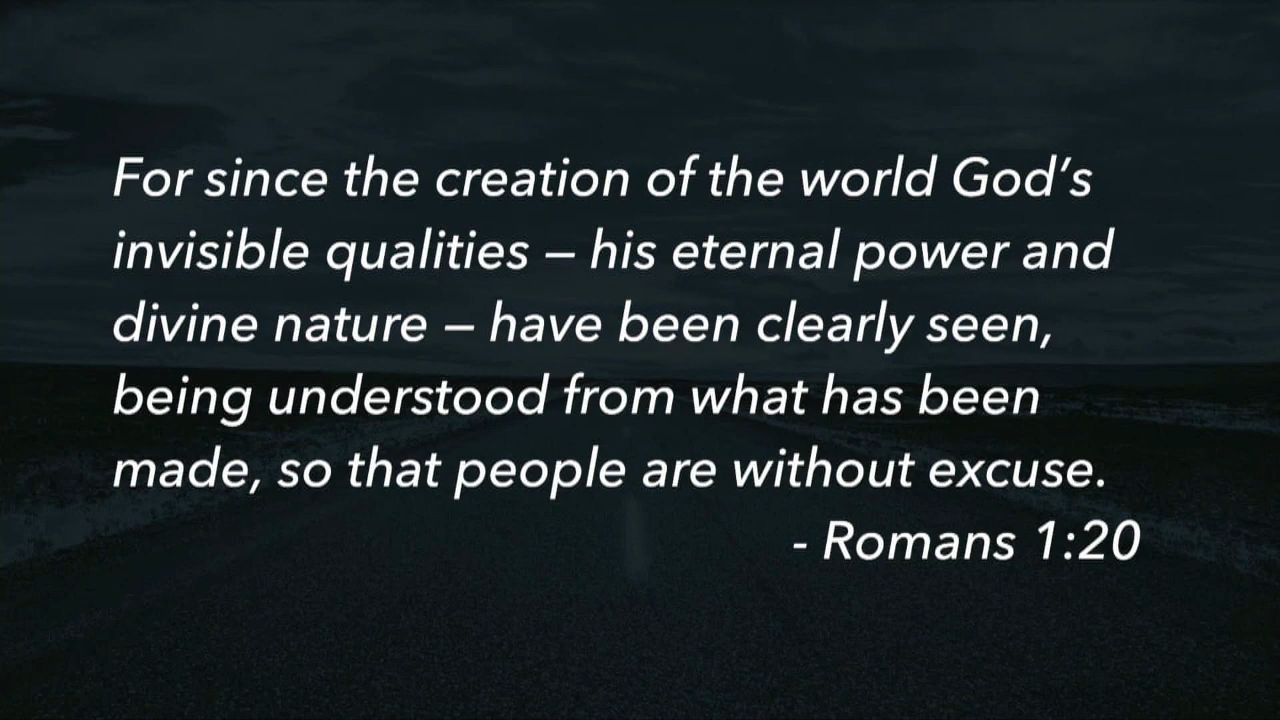 For since the creation of the world God’s
invisible qualities – his eternal power and
divine nature – have been clearly seen,
being understood from what has been
made, so that people are without excuse.
- Romans 1:20